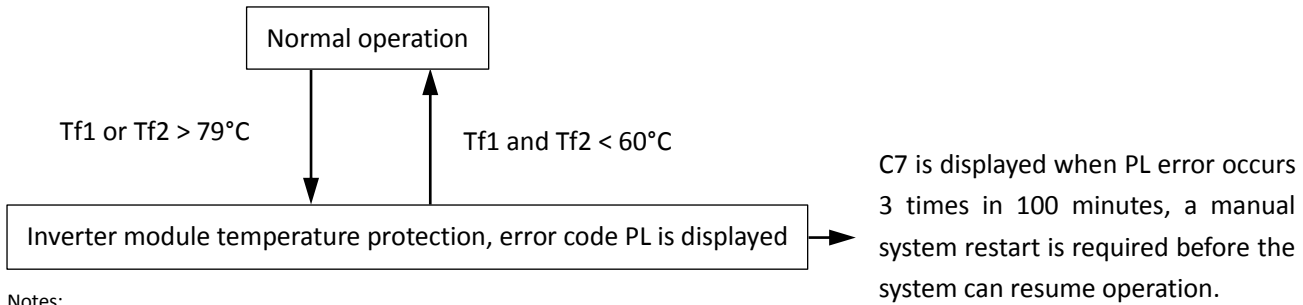 Normal operation
Tf1 or Tf2 > 79°C
Tf1 and Tf2 < 60°C
C7 is displayed when PL error occurs
3 times in 100 minutes, a manual
system restart is required before the
system can resume operation.
Inverter module temperature protection, error code PL is displayed
Notes: